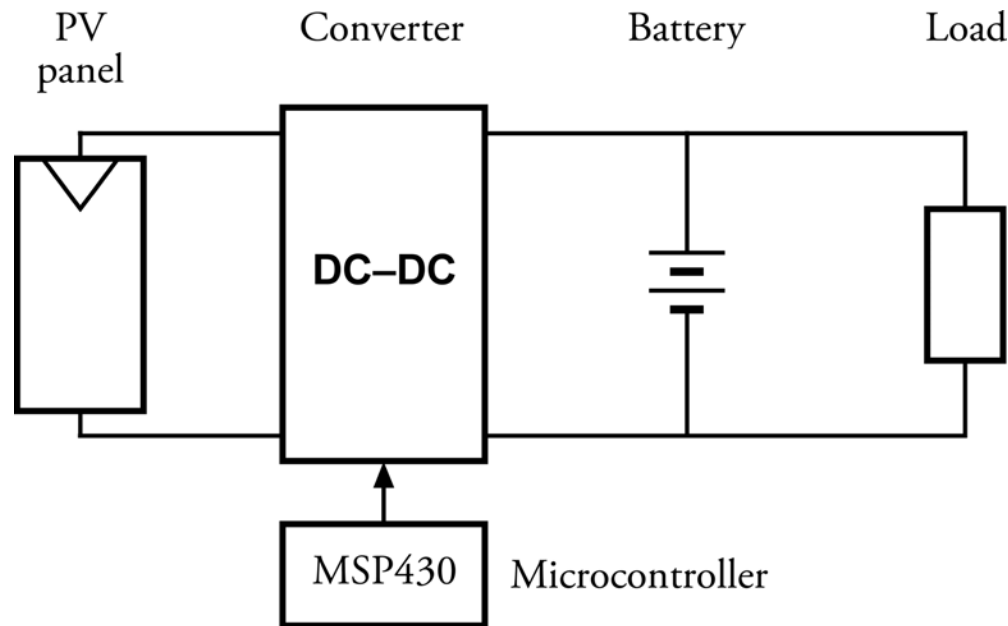 PV
panel
Converter
Battery
Load
DC–DC
MSP430
Microcontroller